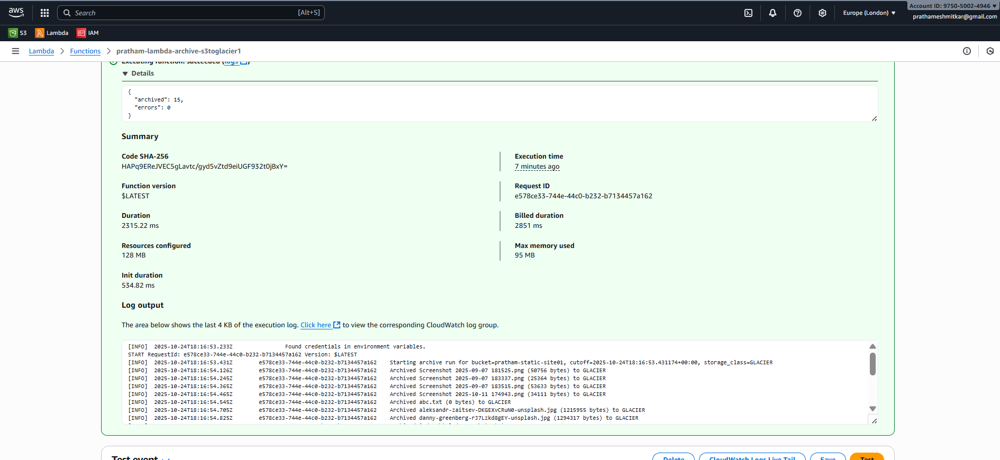 aws
Search
[Alt+S]
Europe (London)
Account ID: 9750-5002-4946
prathameshmitkar@gmail.com
S3
Lambda
IAM
Lambda
Functions
pratham-lambda-archive-s3toglacier1
Executing function: succeeded (logs)
Details
{
"archived": 15,
"errors": 0
}
Summary
Code SHA-256
HAPq9EReJVEC5gLavtc/gyd5vZtd9eiUGF932t0jBxY=
Execution time
7 minutes ago
Function version
$LATEST
Request ID
e578ce33-744e-44c0-b232-b7134457a162
Duration
2315.22 ms
Billed duration
2851 ms
Resources configured
128 MB
Max memory used
95 MB
Init duration
534.82 ms
Log output
The area below shows the last 4 KB of the execution log. Click here to view the corresponding CloudWatch log group.
[INFO] 2025-10-24T18:16:53.233Z Found credentials in environment variables.
START RequestId: e578ce33-744e-44c0-b232-b7134457a162 Version: $LATEST
[INFO] 2025-10-24T18:16:53.431Z e578ce33-744e-44c0-b232-b7134457a162 Starting archive run for bucket=pratham-static-site01, cutoff=2025-10-24T18:16:53.431174+00:00, storage_class=GLACIER
[INFO] 2025-10-24T18:16:54.126Z e578ce33-744e-44c0-b232-b7134457a162 Archived Screenshot 2025-09-07 181525.png (50756 bytes) to GLACIER
[INFO] 2025-10-24T18:16:54.245Z e578ce33-744e-44c0-b232-b7134457a162 Archived Screenshot 2025-09-07 183337.png (25364 bytes) to GLACIER
[INFO] 2025-10-24T18:16:54.365Z e578ce33-744e-44c0-b232-b7134457a162 Archived Screenshot 2025-09-07 183515.png (53633 bytes) to GLACIER
[INFO] 2025-10-24T18:16:54.465Z e578ce33-744e-44c0-b232-b7134457a162 Archived Screenshot 2025-10-11 174943.png (34111 bytes) to GLACIER
[INFO] 2025-10-24T18:16:54.545Z e578ce33-744e-44c0-b232-b7134457a162 Archived abc.txt (0 bytes) to GLACIER
[INFO] 2025-10-24T18:16:54.705Z e578ce33-744e-44c0-b232-b7134457a162 Archived aleksandr-zaitsev-DKGEXvCRuN0-unsplash.jpg (1215955 bytes) to GLACIER
[INFO] 2025-10-24T18:16:54.825Z e578ce33-744e-44c0-b232-b7134457a162 Archived danny-greenberg-rJ7Lzkd8gEY-unsplash.jpg (1294317 bytes) to GLACIER
Test event
Delete
CloudWatch Logs Live Tail
Save
Test